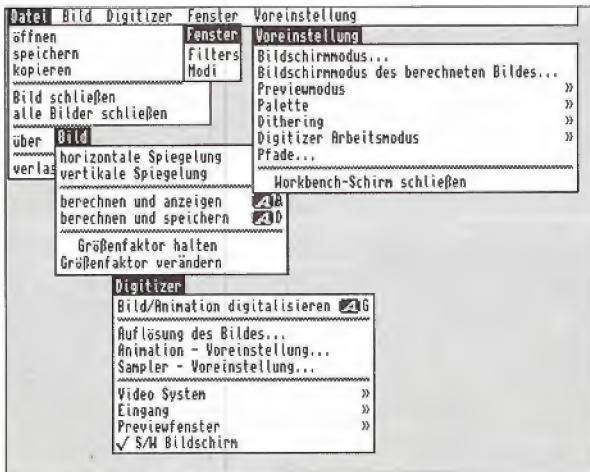 Datei Bild Digitizer Fenster Voreinstellung
öffnen
speichern
kopieren
Bild schließen
alle Bilder schließen
über
verlas
Fenster
Filters
Modi
Voreinstellung
Bildschirmmodus...
Bildschirmmodus des berechneten Bildes...
Previewmodus »
Palette »
Dithering »
Digitizer Arbeitsmodus »
Pfade...
Workbench-Schirm schließen
Bild
horizontale Spiegelung
vertikale Spiegelung
berechnen und anzeigen A A
berechnen und speichern A D
Größenfaktor halten
Größenfaktor verändern
Digitizer
Bild/Animation digitalisieren A G
Auflösung des Bildes...
Animation - Voreinstellung...
Sampler - Voreinstellung...
Video System »
Eingang »
Previewfenster »
✓ S/W Bildschirm